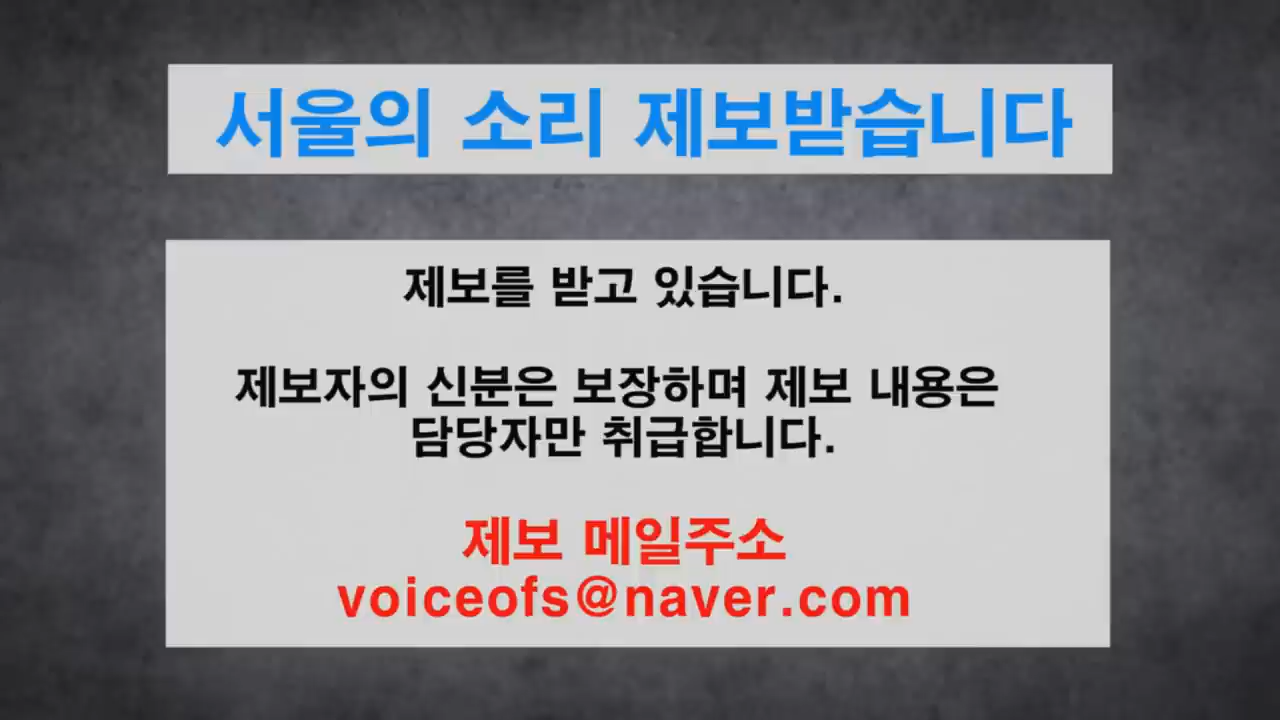 서울의 소리 제보받습니다
제보를 받고 있습니다.
제보자의 신분은 보장하며 제보 내용은
담당자만 취급합니다.
제보 메일주소
voiceofs@naver.com